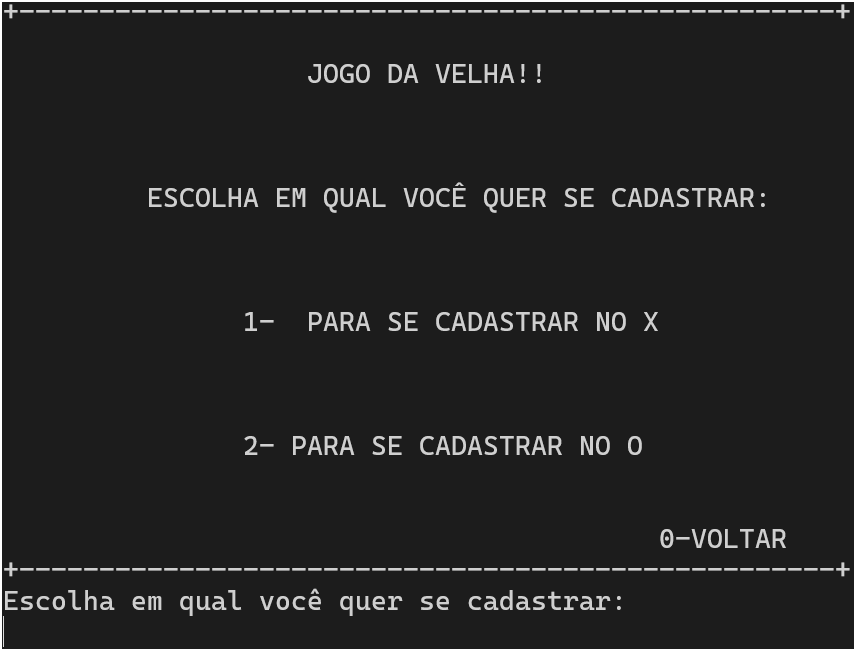 +---------------------------------------------------+
JOGO DA VELHA!!
ESCOLHA EM QUAL VOCÊ QUER SE CADASTRAR:
1-  PARA SE CADASTRAR NO X
2- PARA SE CADASTRAR NO O
0-VOLTAR
+---------------------------------------------------+
Escolha em qual você quer se cadastrar: